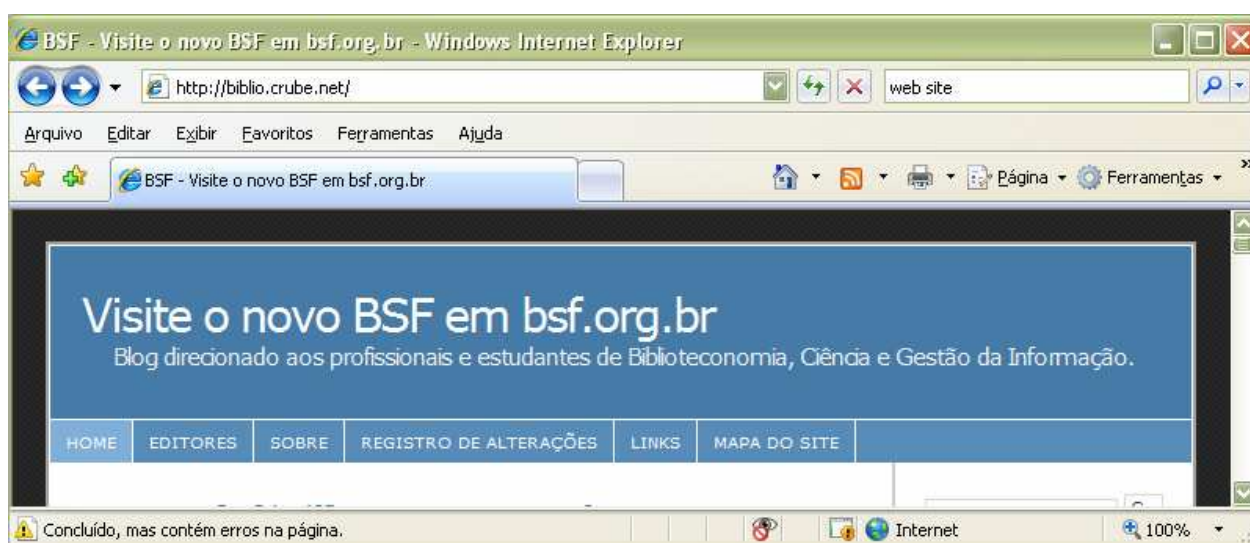 BSF - Visite o novo BSF em bsf.org.br - Windows Internet Explorer
http://biblio.crube.net/
web site
Arquivo Editar Exibir Favoritos Ferramentas Ajuda
BSF - Visite o novo BSF em bsf.org.br
Página Ferramentas
Visite o novo BSF em bsf.org.br
Blog direcionado aos profissionais e estudantes de Biblioteconomia, Ciência e Gestão da Informação.
HOME EDITORES SOBRE REGISTRO DE ALTERAÇÕES LINKS MAPA DO SITE
Concluído, mas contém erros na página. Internet 100%